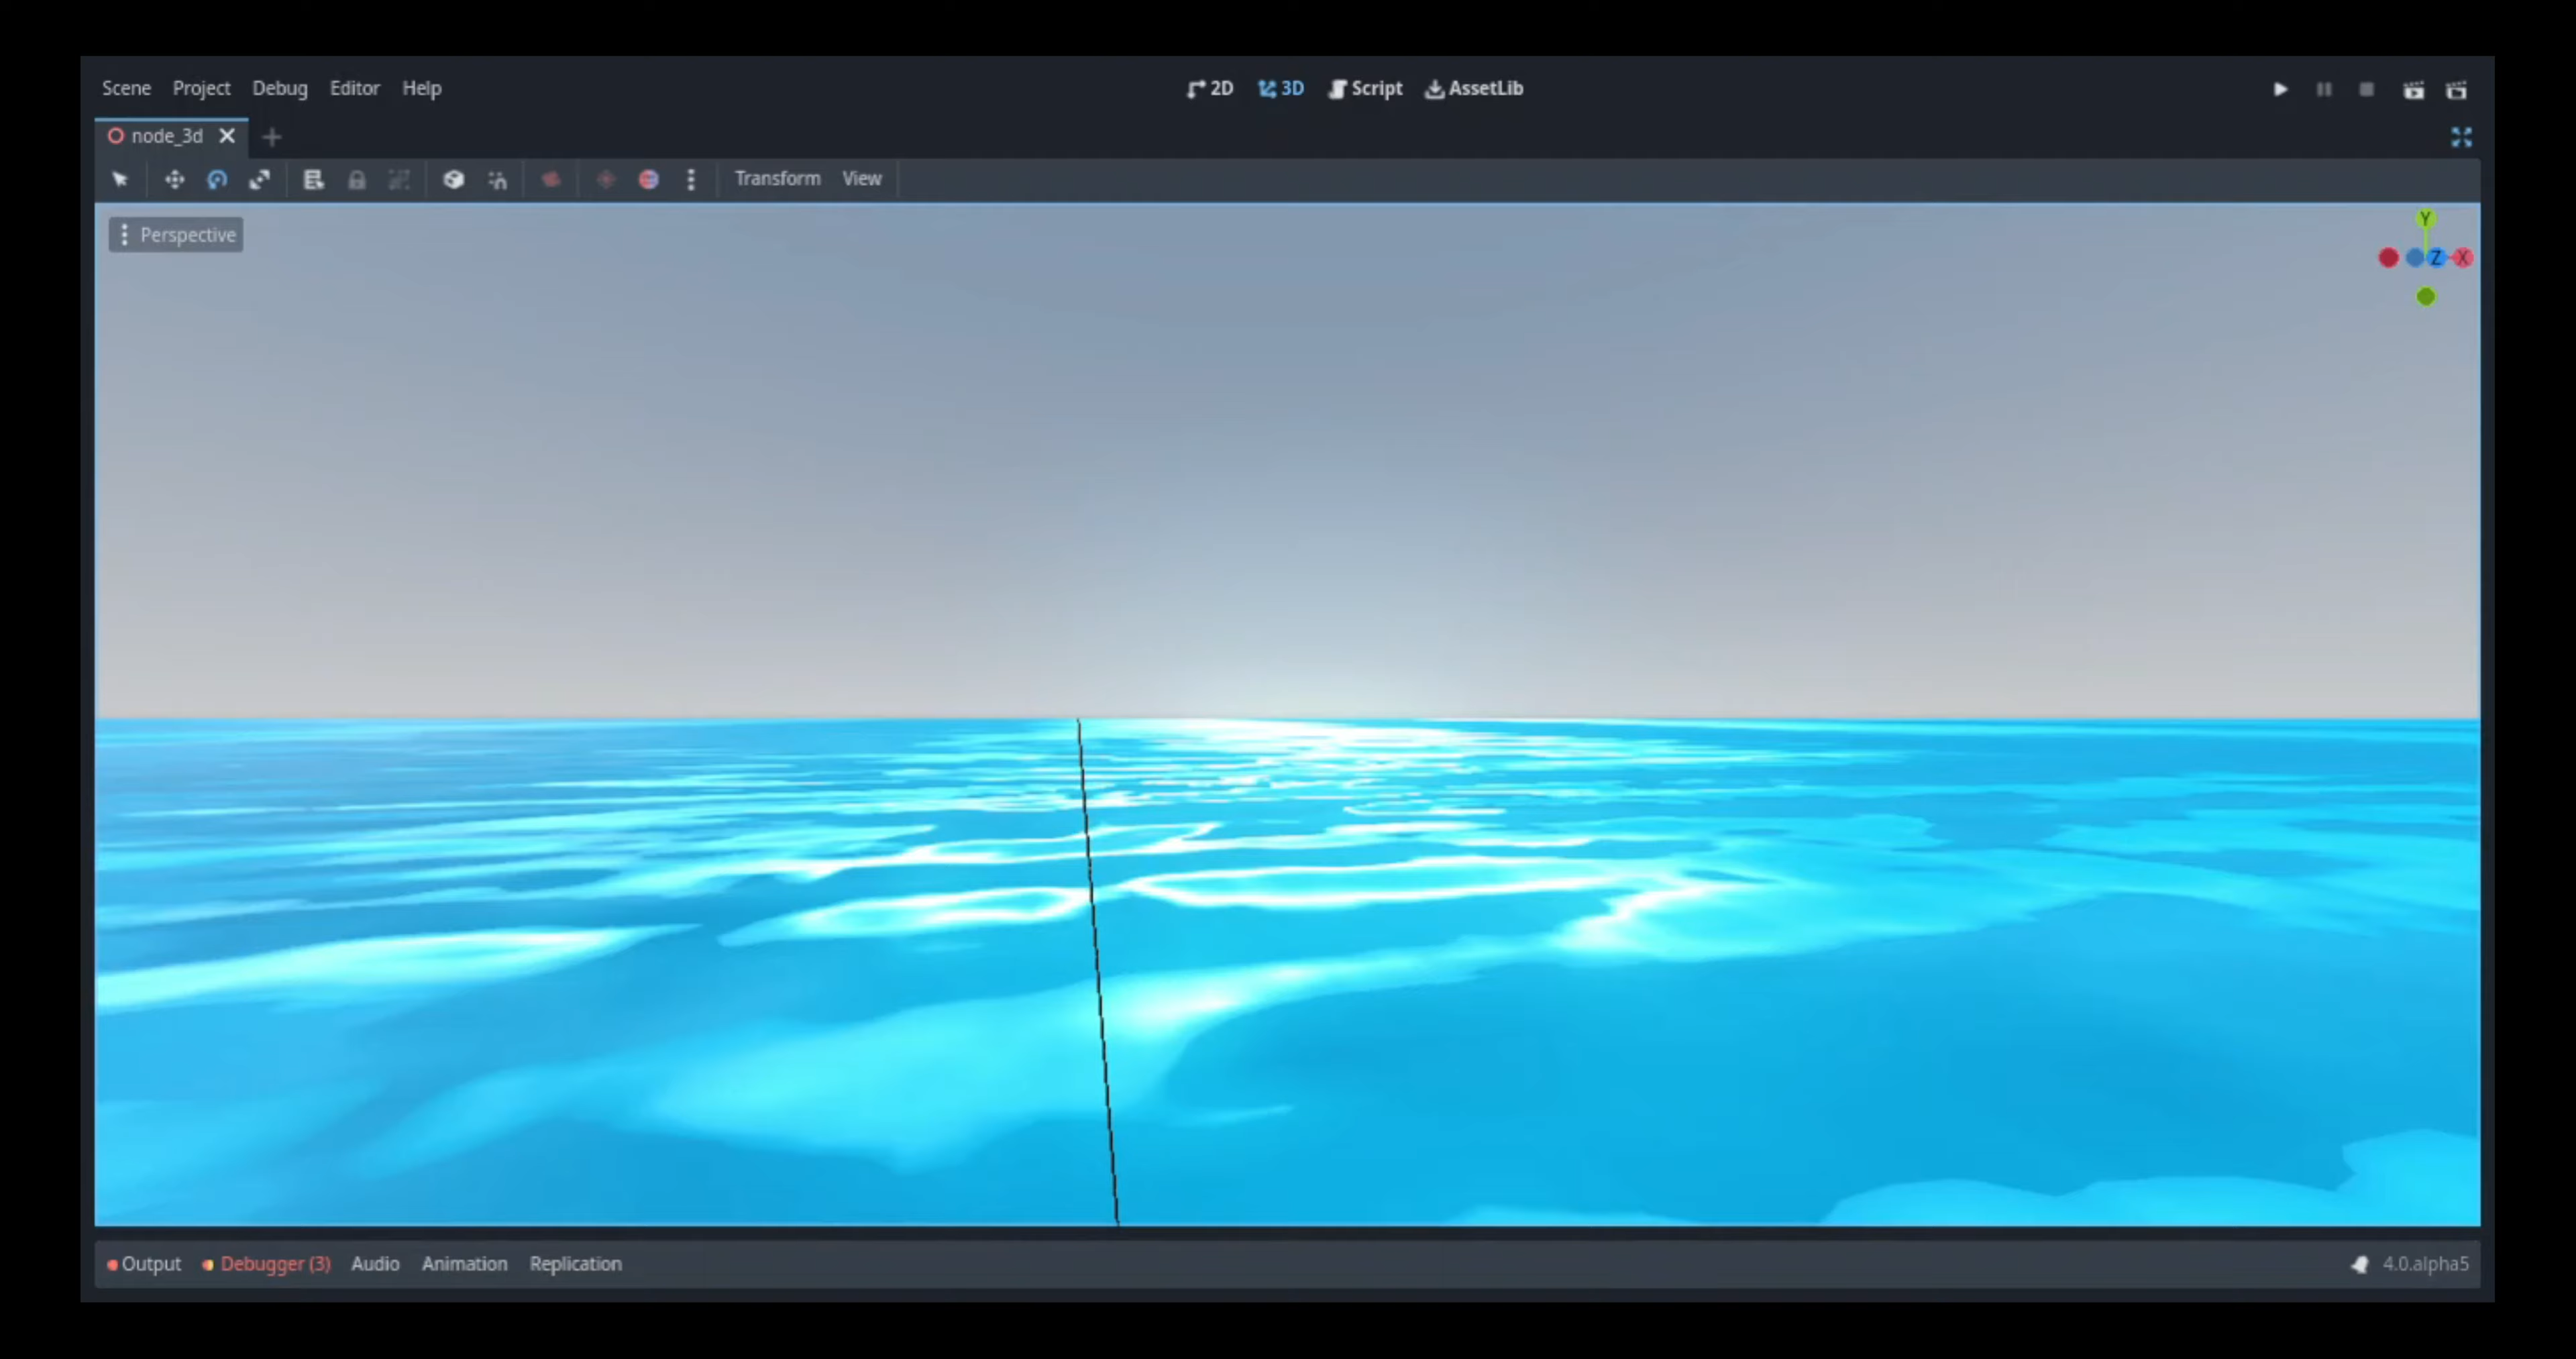 Scene Project Debug Editor Help 2D 3D Script AssetLib
node_3d
Transform View
Perspective
Y
Z X
Output Debugger (3) Audio Animation Replication 4.0.alpha5